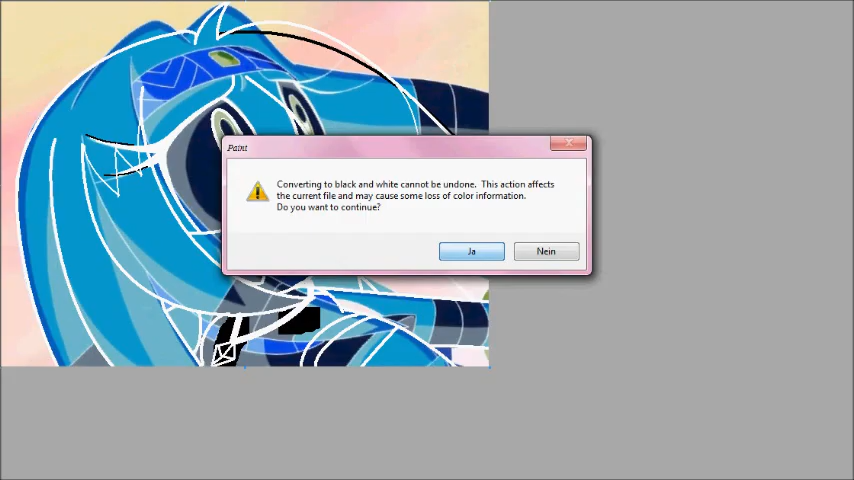 Paint
Converting to black and white cannot be undone. This action affects
the current file and may cause some loss of color information.
Do you want to continue?
Ja
Nein